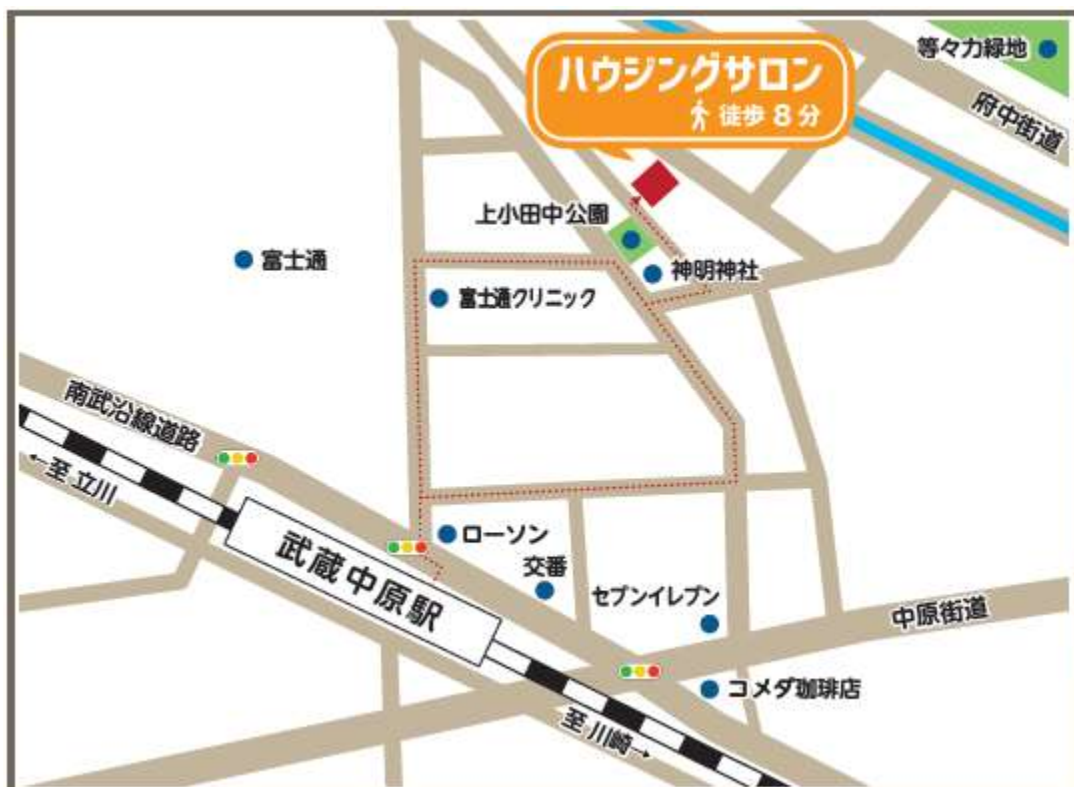 等々力緑地
ハウジングサロン
徒歩 8 分
府中街道
上小田中公園
神明神社
富士通
富士通クリニック
南武沿線道路
←至 立川
武蔵中原駅
ローソン
交番
セブンイレブン
中原街道
コメダ珈琲店
至 川崎→